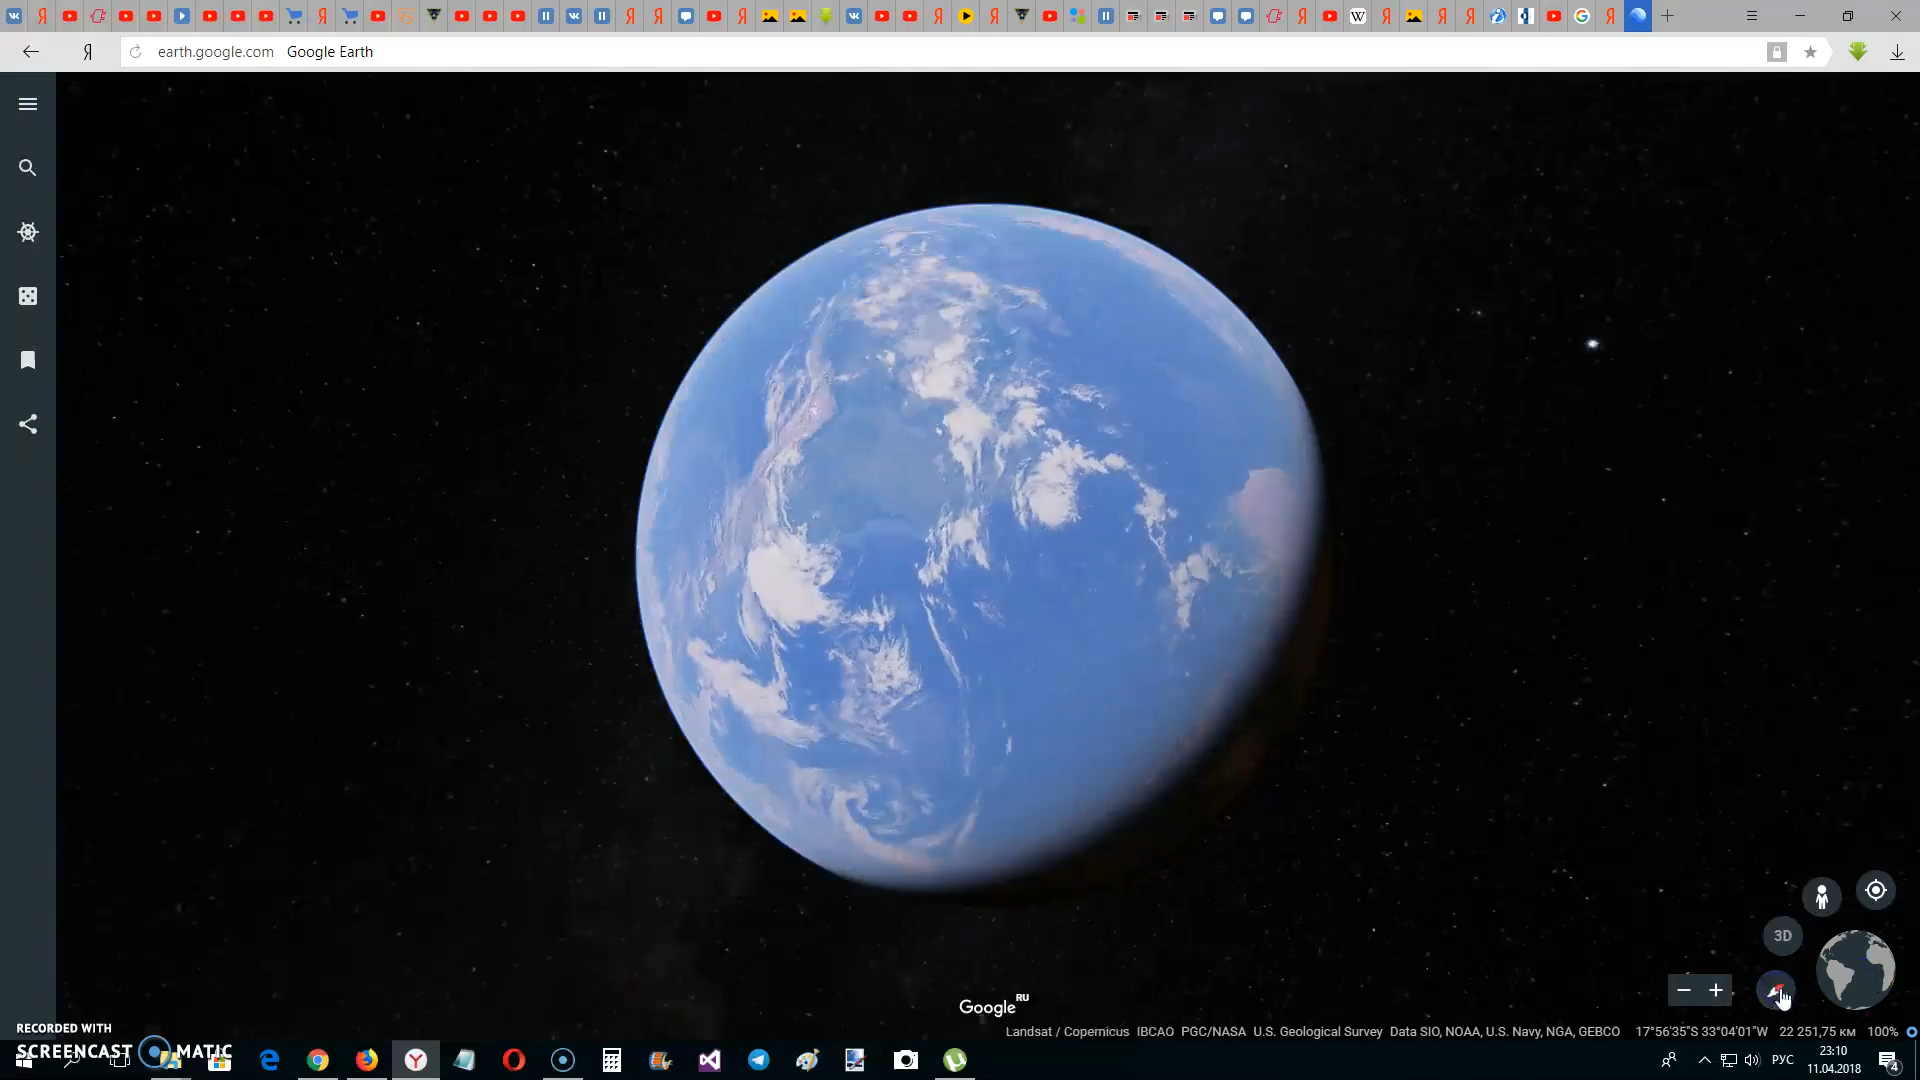 earth.google.com Google Earth
3D
Google RU
Landsat / Copernicus IBCAO PGC/NASA U.S. Geological Survey Data SIO, NOAA, U.S. Navy, NGA, GEBCO 17°56'35"S 33°04'01"W 22 251,75 км 100%
RECORDED WITH
SCREENCAST MATIC
РУС
23:10
11.04.2018
4